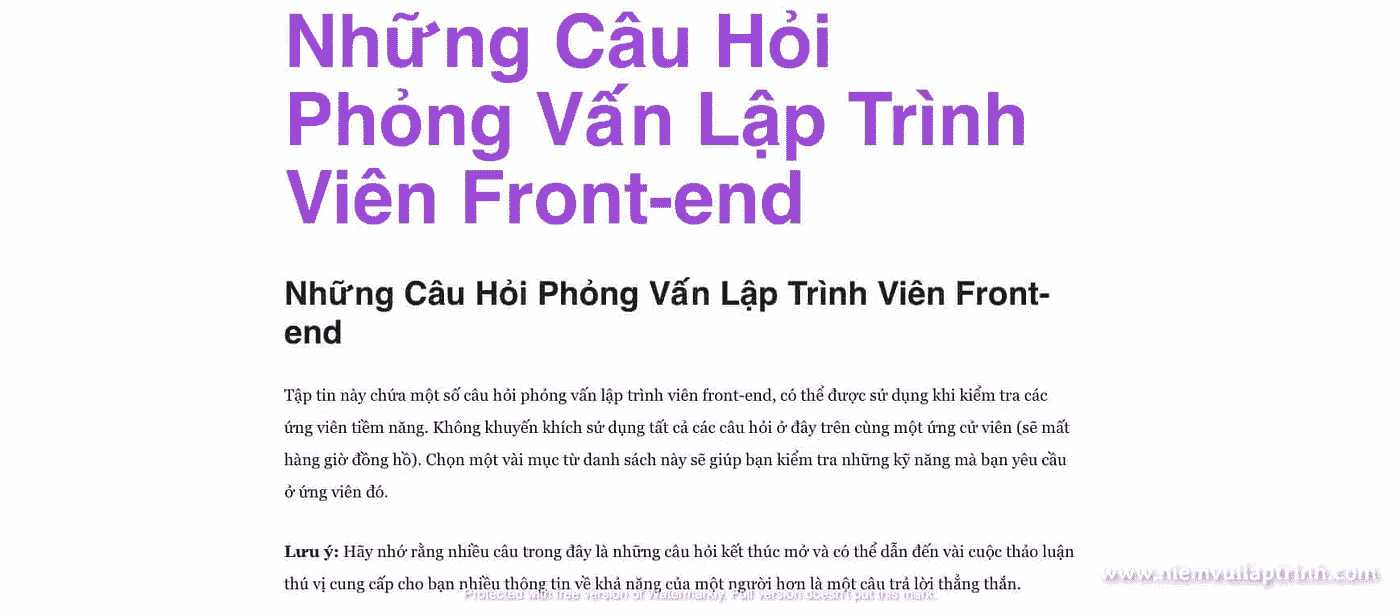 Những Câu Hỏi
Phỏng Vấn Lập Trình
Viên Front-end
Những Câu Hỏi Phỏng Vấn Lập Trình Viên Front-
end
Tập tin này chứa một số câu hỏi phỏng vấn lập trình viên front-end, có thể được sử dụng khi kiểm tra các
ứng viên tiềm năng. Không khuyến khích sử dụng tất cả các câu hỏi ở đây trên cùng một ứng cử viên (sẽ mất
hàng giờ đồng hồ). Chọn một vài mục từ danh sách này sẽ giúp bạn kiểm tra những kỹ năng mà bạn yêu cầu
ở ứng viên đó.
Lưu ý: Hãy nhớ rằng nhiều câu trong đây là những câu hỏi kết thúc mở và có thể dẫn đến vài cuộc thảo luận
thú vị cung cấp cho bạn nhiều thông tin về khả năng của một người hơn là một câu trả lời thẳng thắn.
www.niemvuilaptrinh.com
Protected with free version of Watermarkly. Full version doesn't put this mark.